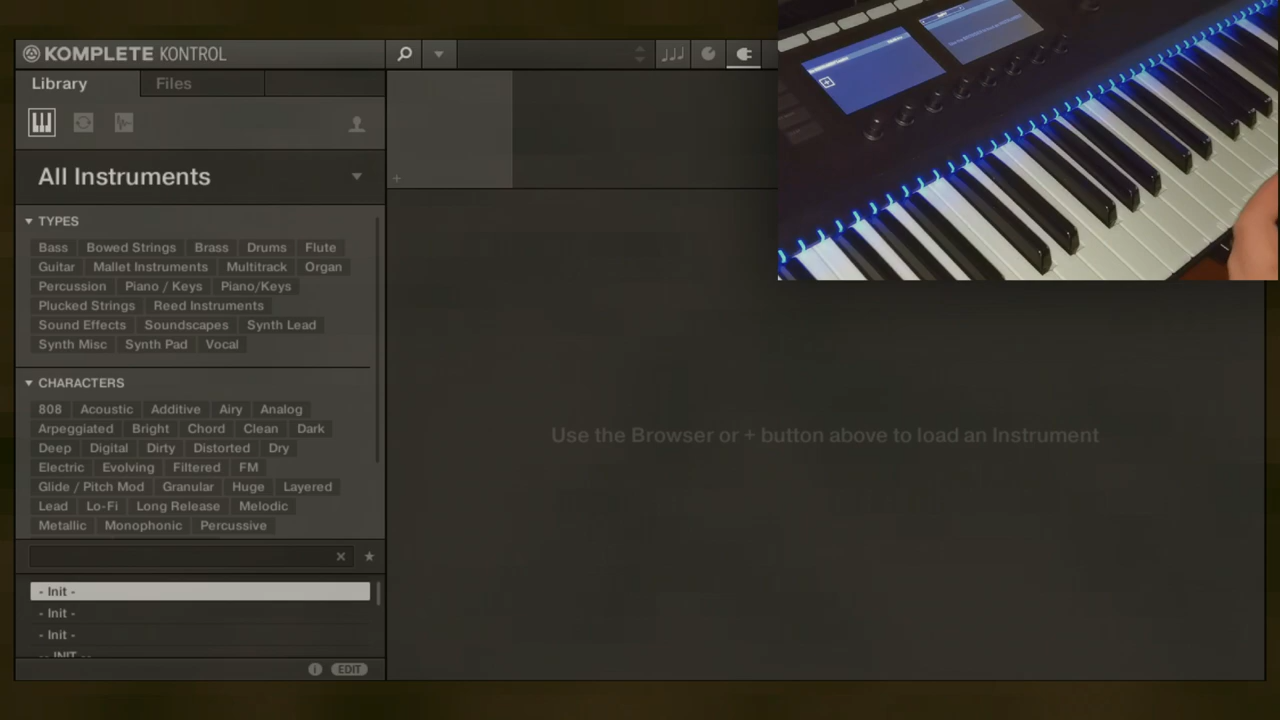 KOMPLETE KONTROL
Library Files
All Instruments
TYPES
Bass Bowed Strings Brass Drums Flute
Guitar Mallet Instruments Multitrack Organ
Percussion Piano / Keys Piano/Keys
Plucked Strings Reed Instruments
Sound Effects Soundscapes Synth Lead
Synth Misc Synth Pad Vocal
CHARACTERS
808 Acoustic Additive Airy Analog
Arpeggiated Bright Chord Clean Dark
Deep Digital Dirty Distorted Dry
Electric Evolving Filtered FM
Glide / Pitch Mod Granular Huge Layered
Lead Lo-Fi Long Release Melodic
Metallic Monophonic Percussive
- Init -
- Init -
- Init -
-- INIT --
EDIT
+
Use the Browser or + button above to load an Instrument